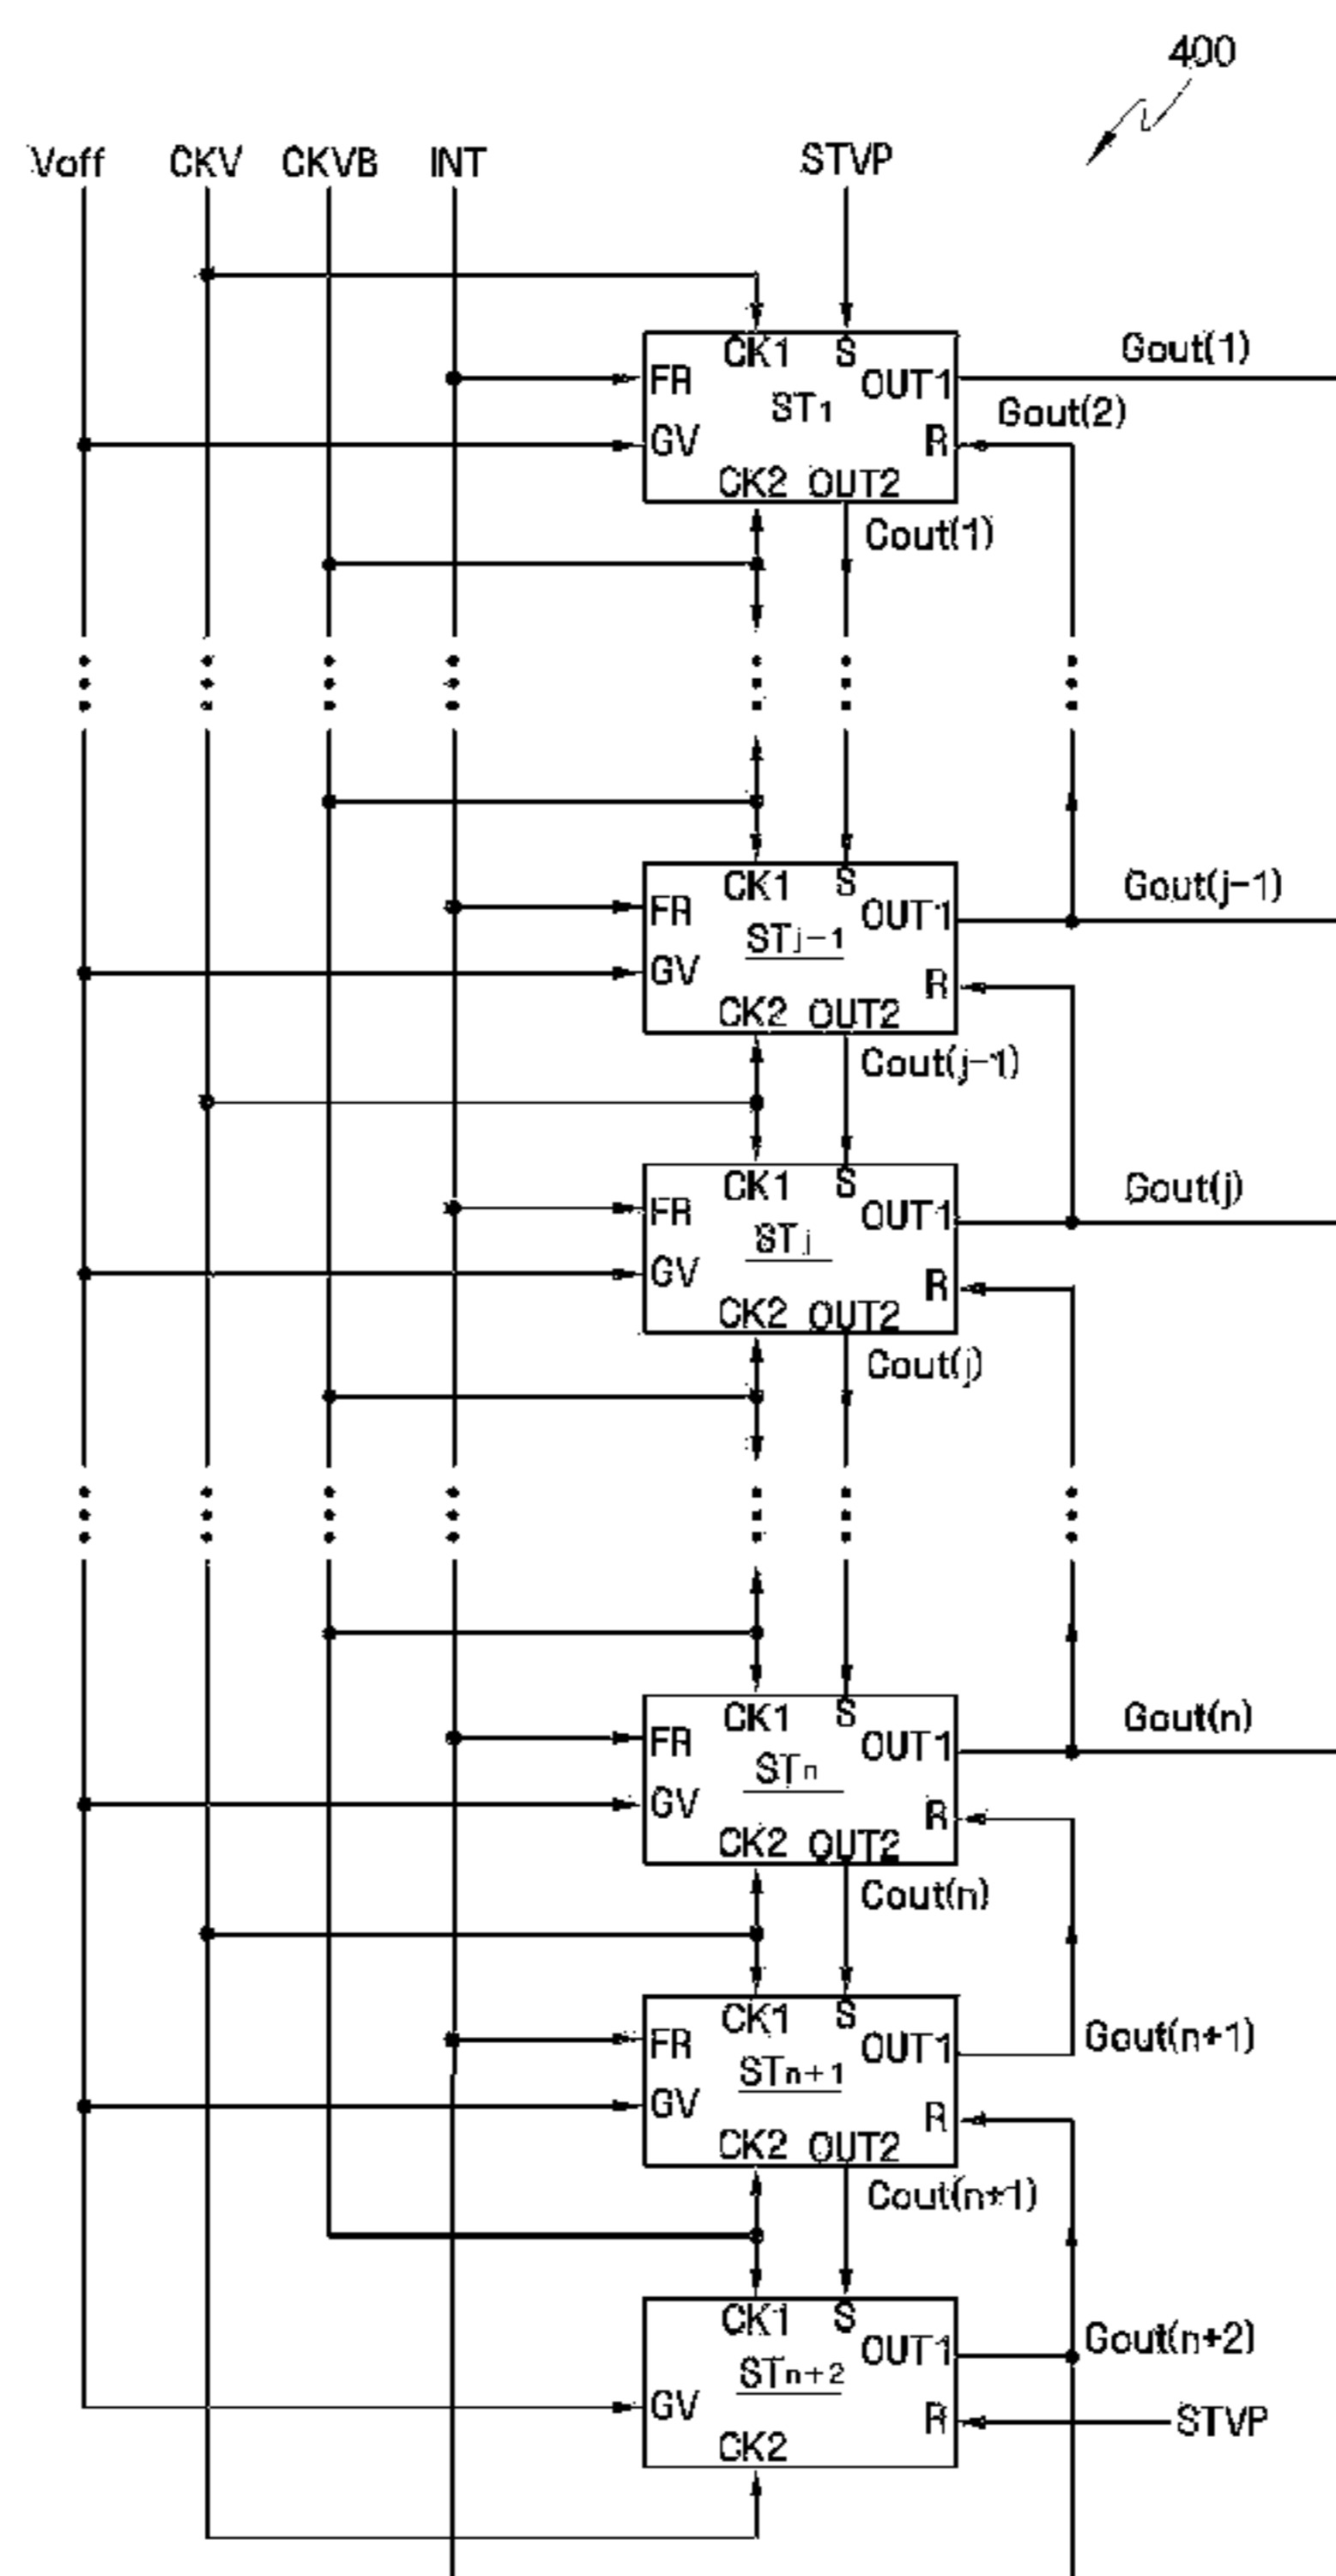 400
Voff CKV CKVB INT STVP
CK1 S
FR OUT1 Gout(1)
ST1
Gout(2)
GV R
CK2 OUT2
Cout(1)
CK1 S
FR OUT1 Gout(j-1)
STj-1
GV R
CK2 OUT2
Cout(j-1)
CK1 S
FR OUT1 Gout(j)
STj
GV R
CK2 OUT2
Cout(j)
CK1 S
FR OUT1 Gout(n)
STn
GV R
CK2 OUT2
Cout(n)
CK1 S
FR OUT1 Gout(n+1)
STn+1
GV R
CK2 OUT2
Cout(n+1)
CK1 S
OUT1 Gout(n+2)
STn+2
GV R STVP
CK2